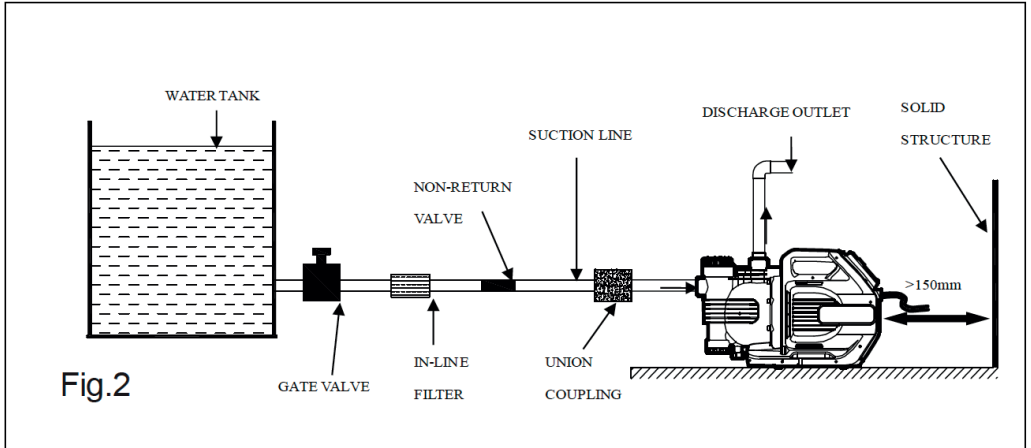 WATER TANK
DISCHARGE OUTLET
SOLID
STRUCTURE
SUCTION LINE
NON-RETURN
VALVE
>150mm
GATE VALVE
IN-LINE
FILTER
UNION
COUPLING
Fig.2